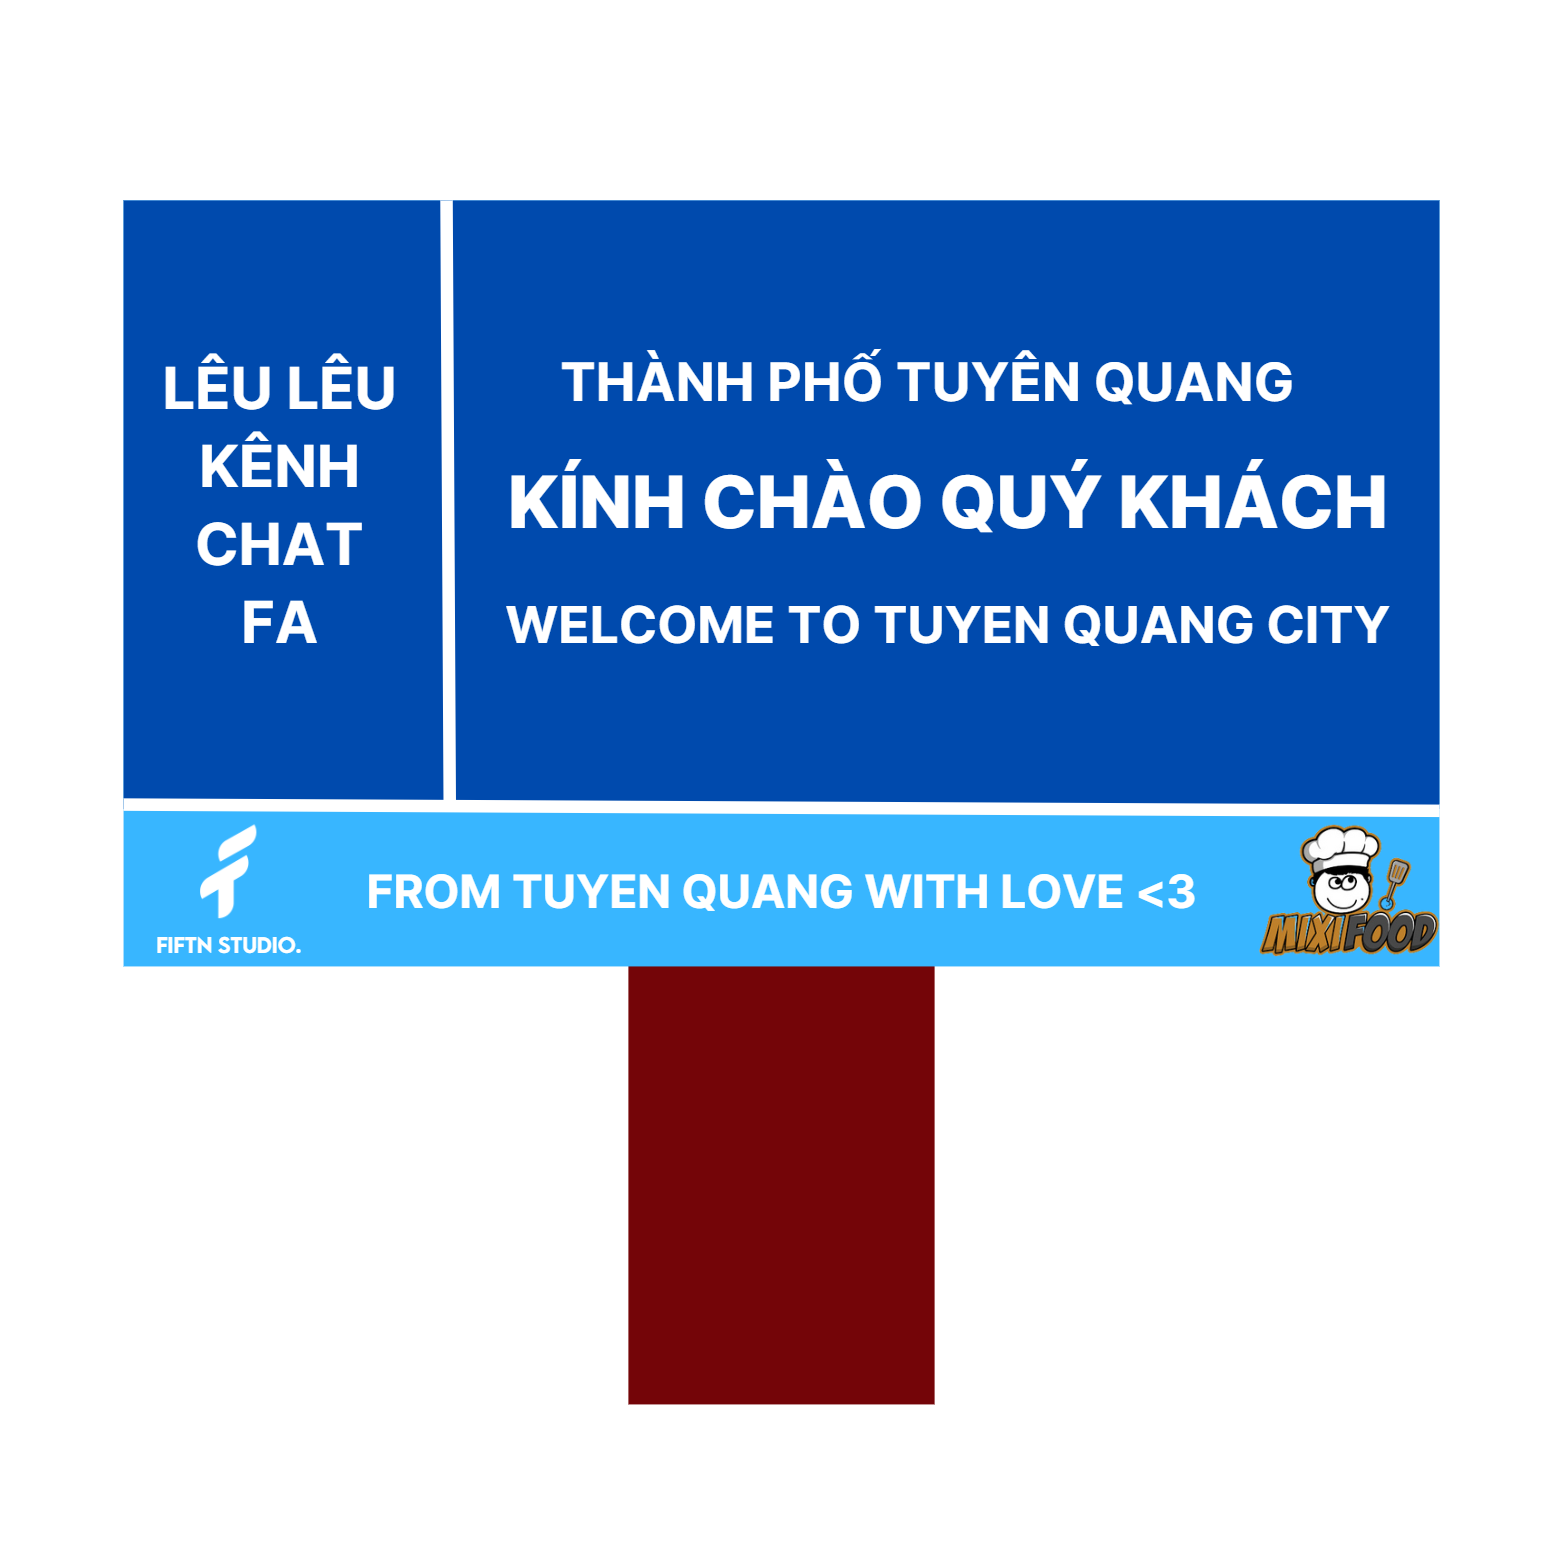 LÊU LÊU
KÊNH
CHAT
FA
THÀNH PHỐ TUYÊN QUANG
KÍNH CHÀO QUÝ KHÁCH
WELCOME TO TUYEN QUANG CITY
FIFTN STUDIO.
FROM TUYEN QUANG WITH LOVE <3
MIXIFOOD